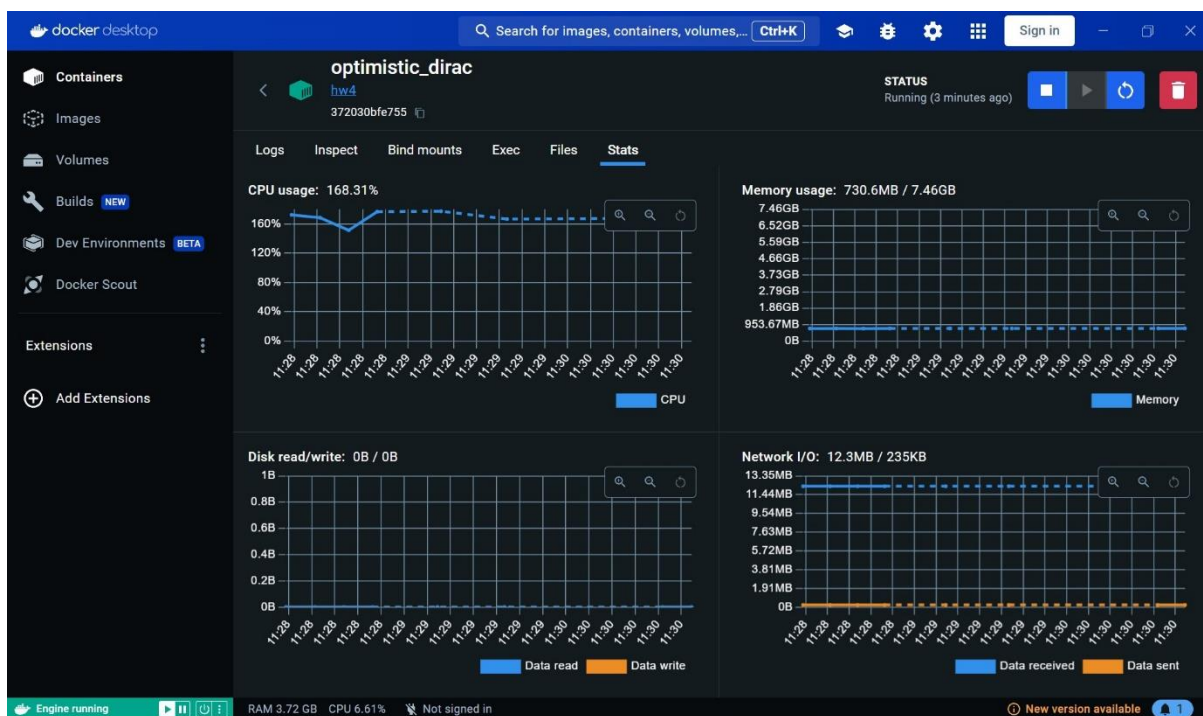 docker desktop
Search for images, containers, volumes,... Ctrl+K
Sign in
Containers
Images
Volumes
Builds NEW
Dev Environments BETA
Docker Scout
Extensions
Add Extensions
optimistic_dirac
hw4
372030bfe755
STATUS
Running (3 minutes ago)
Logs Inspect Bind mounts Exec Files Stats
CPU usage: 168.31%
160%
120%
80%
40%
0%
11:28 11:28 11:28 11:28 11:28 11:29 11:29 11:29 11:29 11:29 11:30 11:30 11:30 11:30 11:30
CPU
Memory usage: 730.6MB / 7.46GB
7.46GB
6.52GB
5.59GB
4.66GB
3.73GB
2.79GB
1.86GB
953.67MB
0B
11:28 11:28 11:28 11:28 11:28 11:29 11:29 11:29 11:29 11:29 11:30 11:30 11:30 11:30 11:30
Memory
Disk read/write: 0B / 0B
1B
0.8B
0.6B
0.4B
0.2B
0B
11:28 11:28 11:28 11:28 11:28 11:29 11:29 11:29 11:29 11:29 11:30 11:30 11:30 11:30 11:30
Data read Data write
Network I/O: 12.3MB / 235KB
13.35MB
11.44MB
9.54MB
7.63MB
5.72MB
3.81MB
1.91MB
0B
11:28 11:28 11:28 11:28 11:28 11:29 11:29 11:29 11:29 11:29 11:30 11:30 11:30 11:30 11:30
Data received Data sent
Engine running
RAM 3.72 GB CPU 6.61% Not signed in
New version available 1